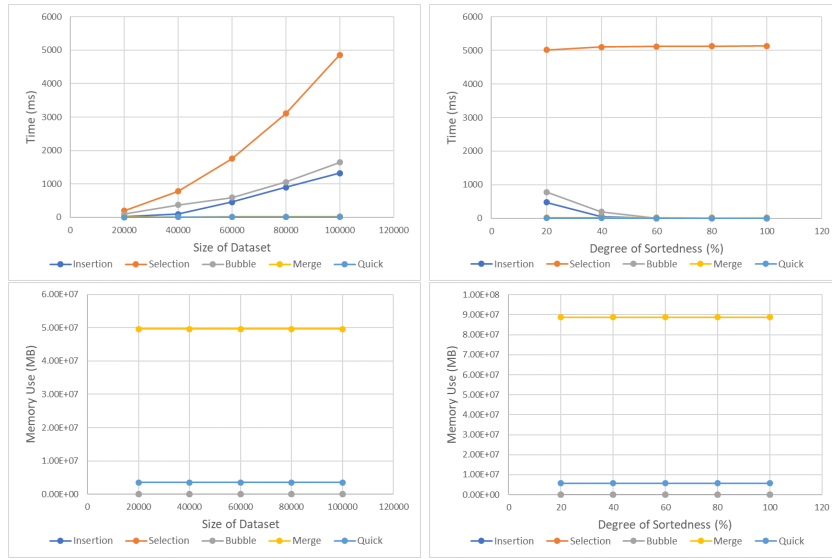 6000
5000
4000
3000
2000
1000
0
Time (ms)
0 20000 40000 60000 80000 100000 120000
Size of Dataset
Insertion Selection Bubble Merge Quick
6000
5000
4000
3000
2000
1000
0
Time (ms)
0 20 40 60 80 100 120
Degree of Sortedness (%)
Insertion Selection Bubble Merge Quick
6.00E+07
5.00E+07
4.00E+07
3.00E+07
2.00E+07
1.00E+07
0.00E+00
Memory Use (MB)
0 20000 40000 60000 80000 100000 120000
Size of Dataset
Insertion Selection Bubble Merge Quick
1.00E+08
9.00E+07
8.00E+07
7.00E+07
6.00E+07
5.00E+07
4.00E+07
3.00E+07
2.00E+07
1.00E+07
0.00E+00
Memory Use (MB)
0 20 40 60 80 100 120
Degree of Sortedness (%)
Insertion Selection Bubble Merge Quick